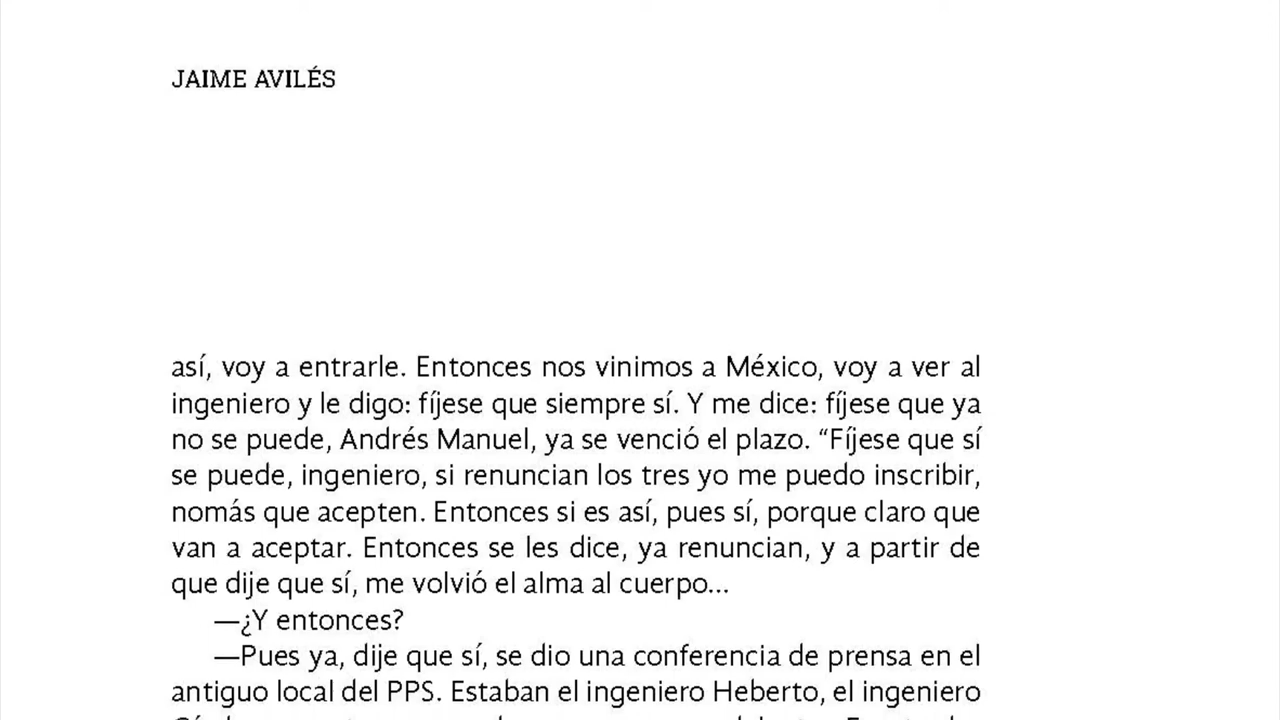 JAIME AVILÉS
así, voy a entrarle. Entonces nos vinimos a México, voy a ver al
ingeniero y le digo: fíjese que siempre sí. Y me dice: fíjese que ya
no se puede, Andrés Manuel, ya se venció el plazo. “Fíjese que sí
se puede, ingeniero, si renuncian los tres yo me puedo inscribir,
nomás que acepten. Entonces si es así, pues sí, porque claro que
van a aceptar. Entonces se les dice, ya renuncian, y a partir de
que dije que sí, me volvió el alma al cuerpo...
—¿Y entonces?
—Pues ya, dije que sí, se dio una conferencia de prensa en el
antiguo local del PPS. Estaban el ingeniero Heberto, el ingeniero